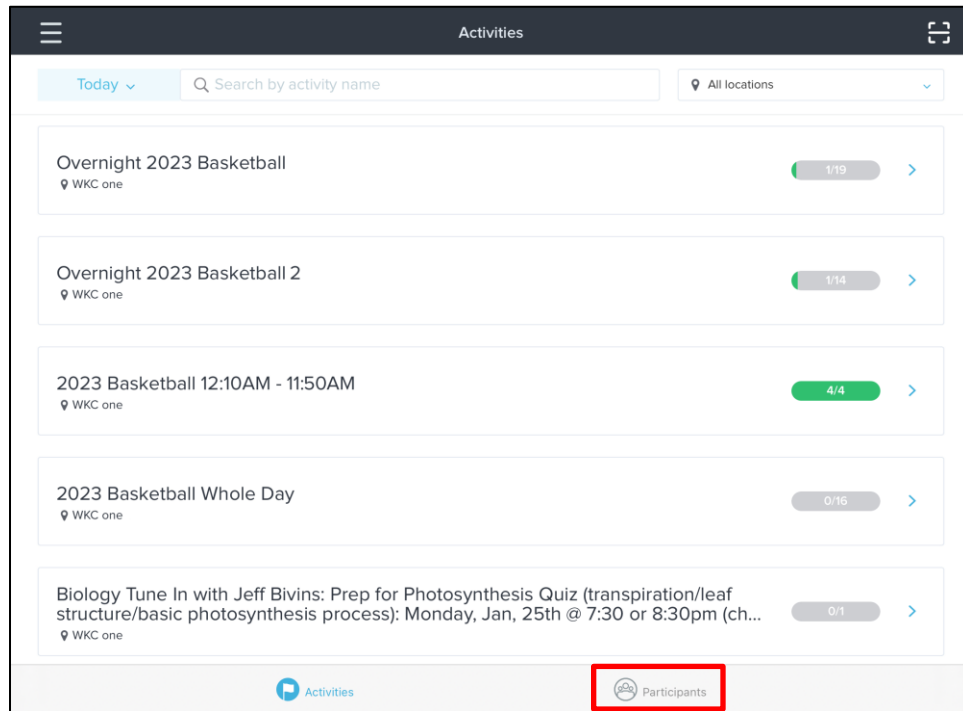 Activities
Today
Search by activity name
All locations
Overnight 2023 Basketball
WKC one
1/19
Overnight 2023 Basketball 2
WKC one
1/14
2023 Basketball 12:10AM - 11:50AM
WKC one
4/4
2023 Basketball Whole Day
WKC one
0/16
Biology Tune In with Jeff Bivins: Prep for Photosynthesis Quiz (transpiration/leaf
structure/basic photosynthesis process): Monday, Jan, 25th @ 7:30 or 8:30pm (ch...
WKC one
0/1
Activities
Participants